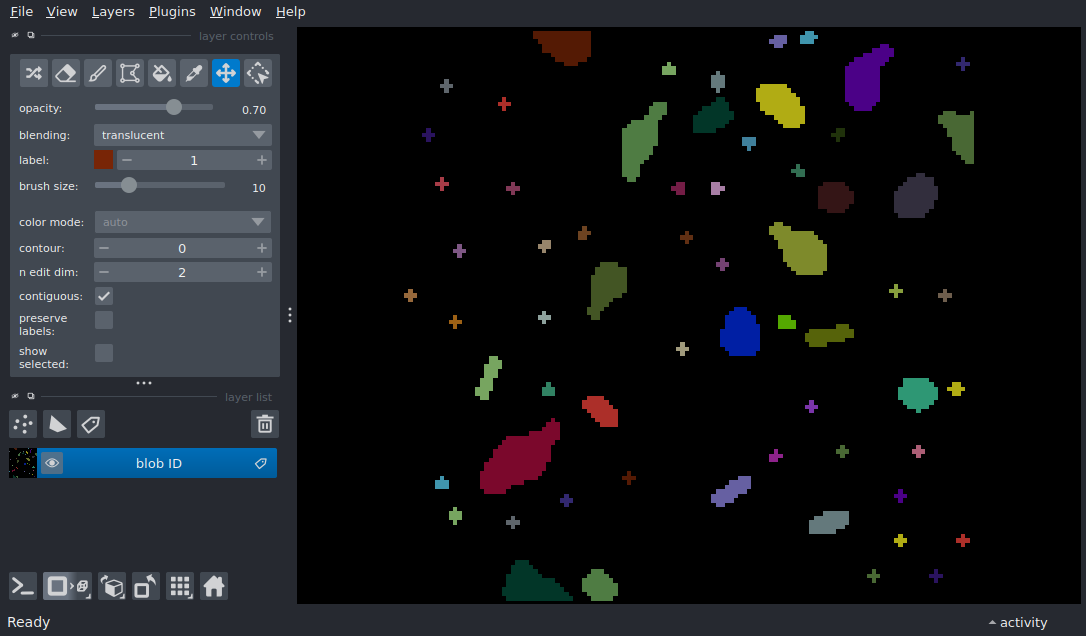 File View Layers Plugins Window Help
layer controls
opacity: 0.70
blending: translucent
label: 1
brush size: 10
color mode: auto
contour: 0
n edit dim: 2
contiguous:
preserve
labels:
show
selected:
layer list
blob ID
Ready
activity